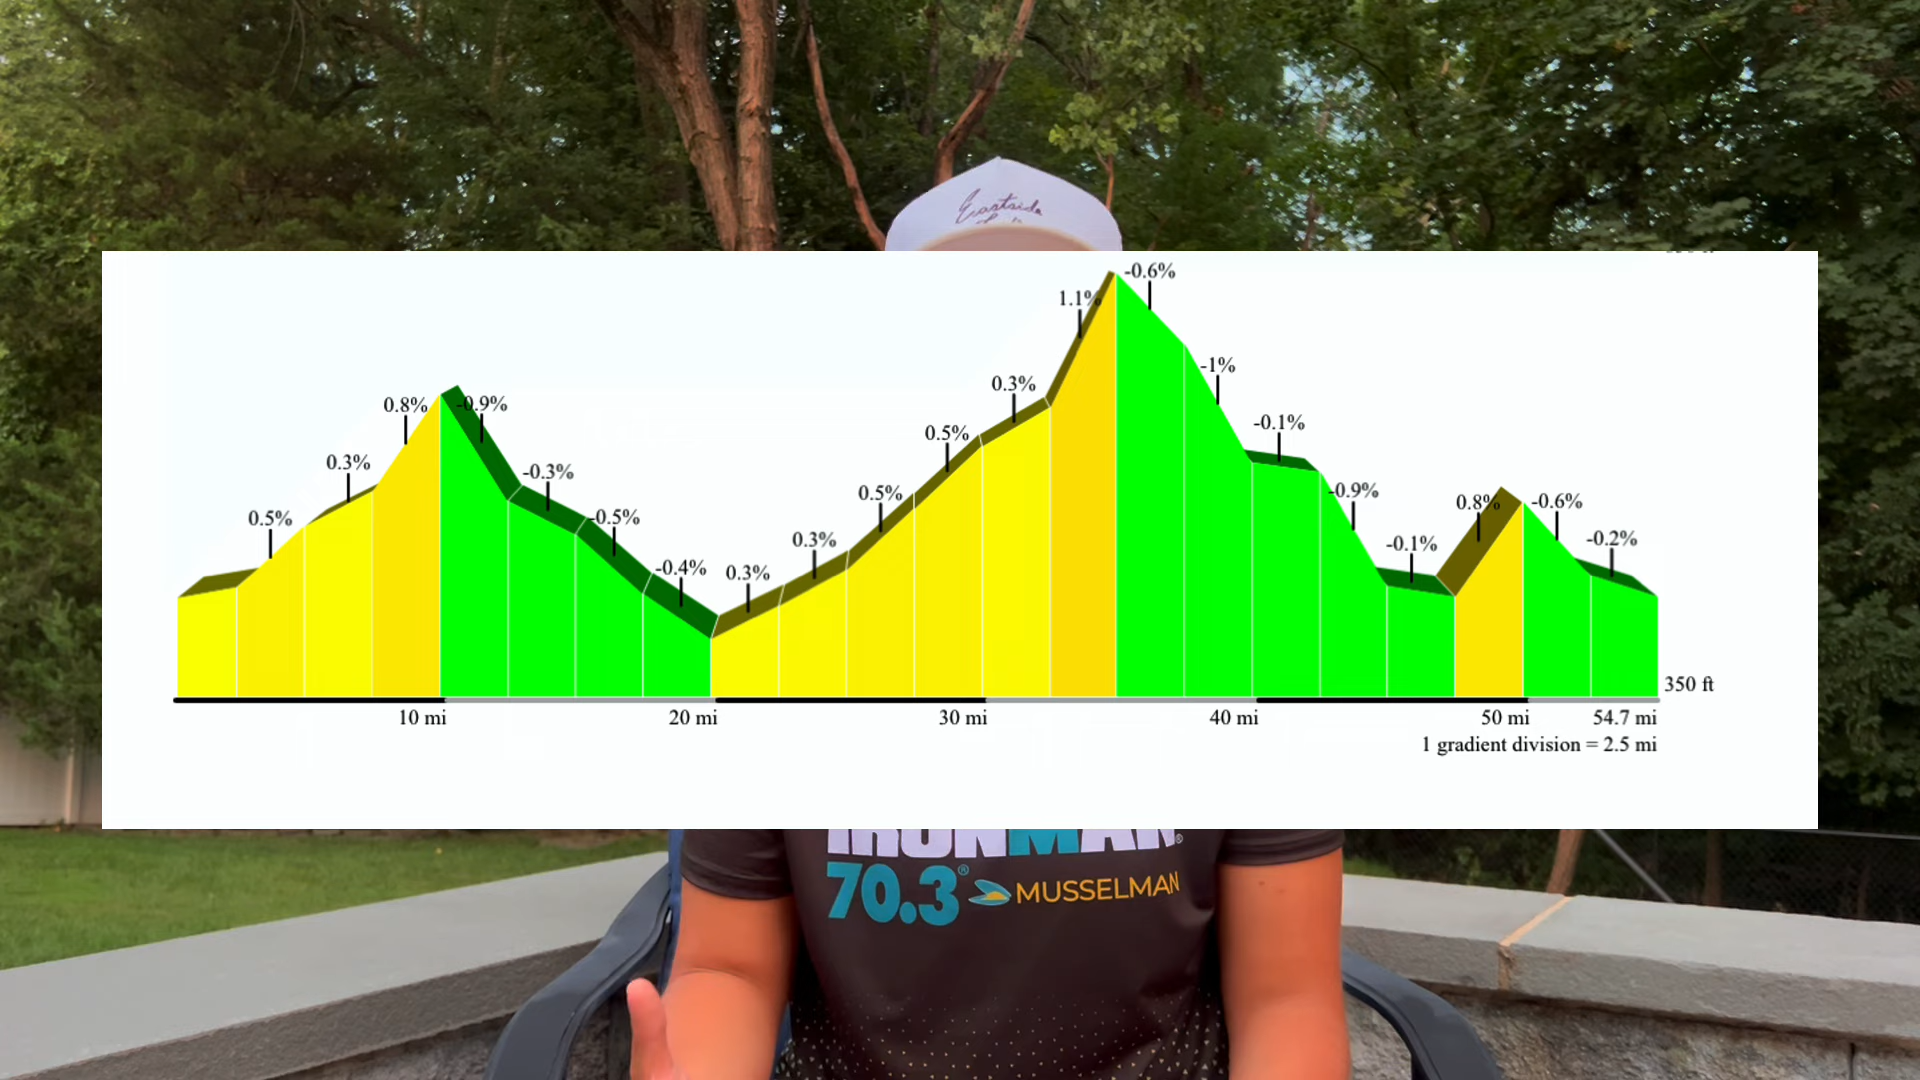 Eastside
-0.6%
1.1%
-1%
0.3%
0.8%
-0.9%
-0.1%
0.5%
0.3%
-0.3%
0.5%
-0.9%
0.8%
-0.6%
0.5%
-0.5%
0.3%
-0.1%
-0.2%
-0.4%
0.3%
350 ft
10 mi
20 mi
30 mi
40 mi
50 mi
54.7 mi
1 gradient division = 2.5 mi
IRONMAN®
70.3® MUSSELMAN